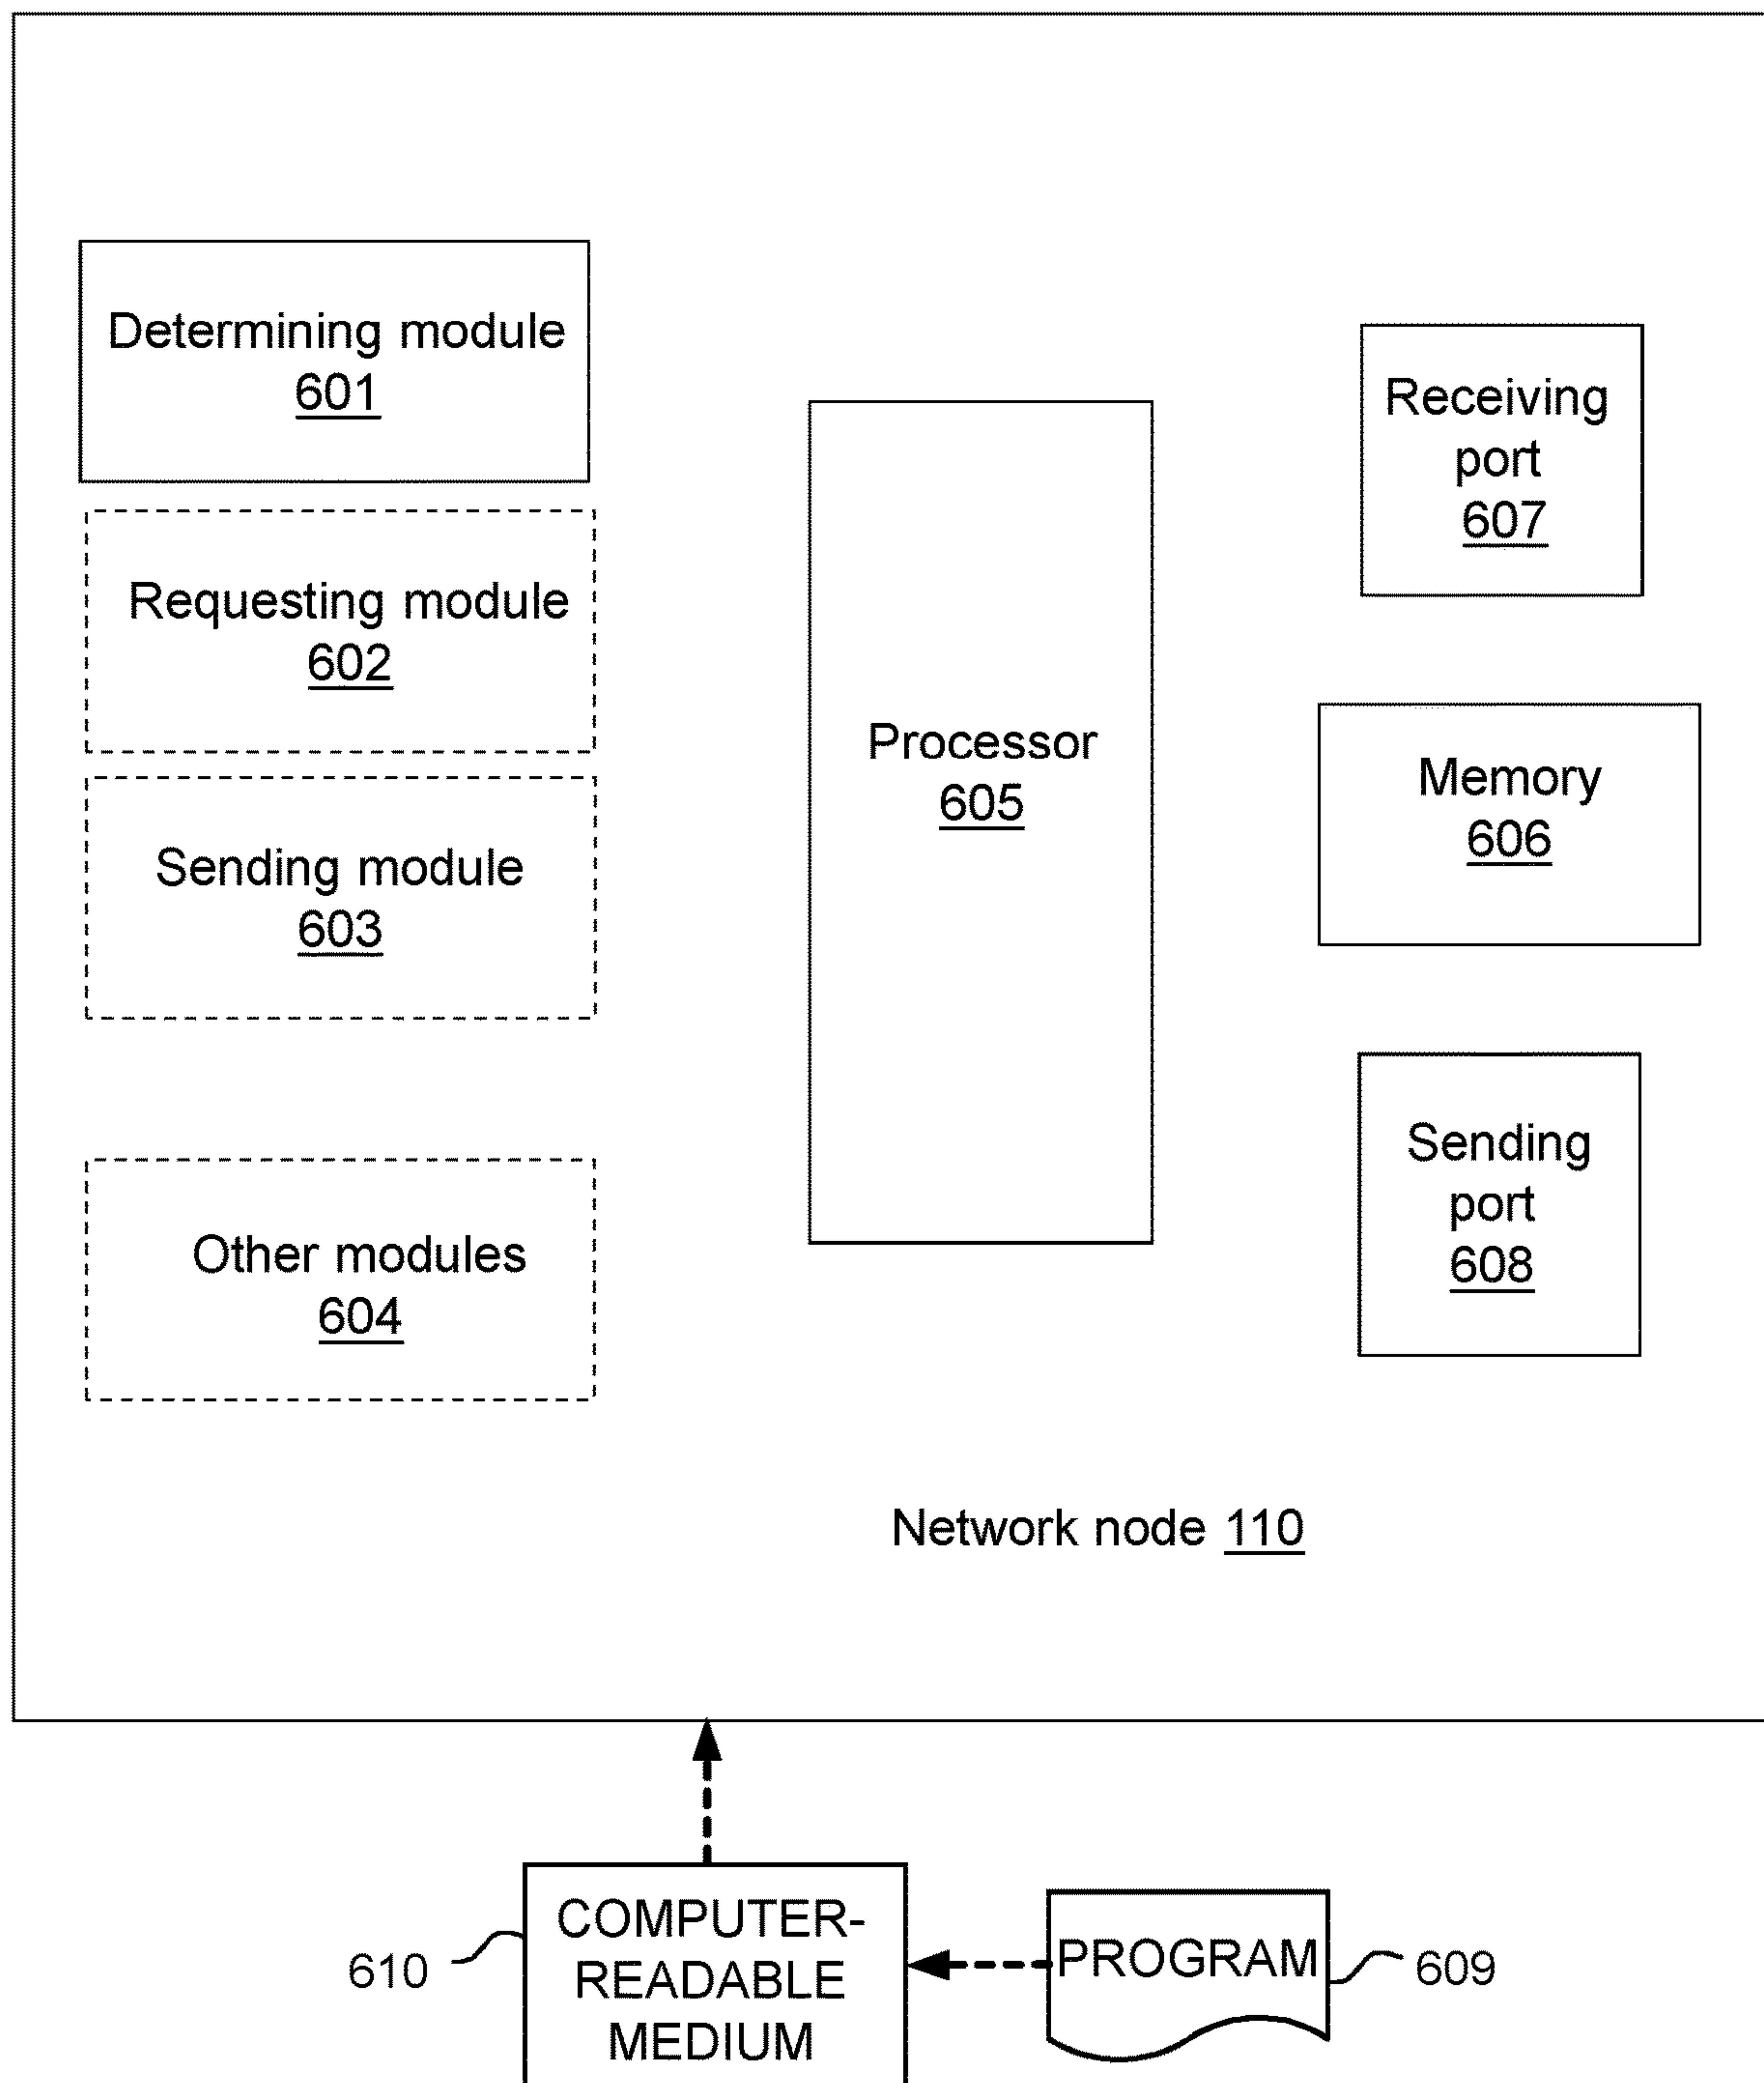 Determining module
601
Requesting module
602
Sending module
603
Other modules
604
Processor
605
Receiving
port
607
Memory
606
Sending
port
608
Network node 110
COMPUTER-
READABLE
MEDIUM
610
PROGRAM
609